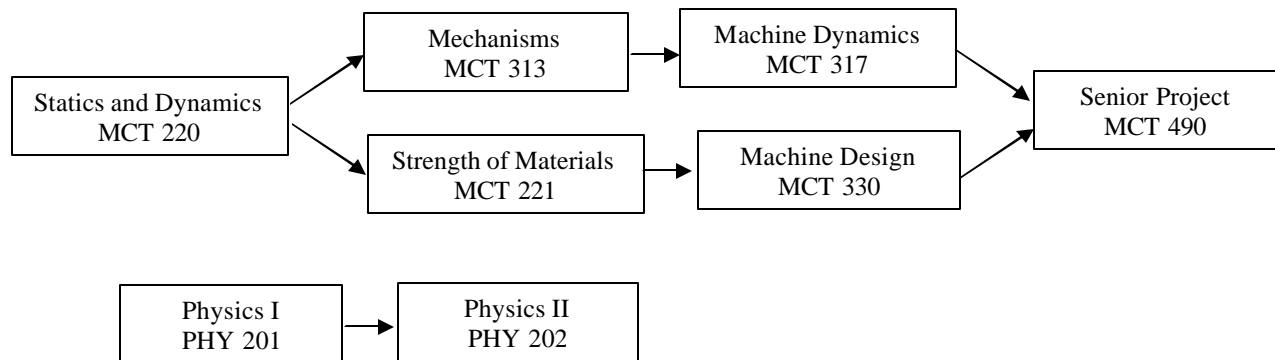 Mechanisms
MCT 313
Machine Dynamics
MCT 317
Statics and Dynamics
MCT 220
Senior Project
MCT 490
Strength of Materials
MCT 221
Machine Design
MCT 330
Physics I
PHY 201
Physics II
PHY 202